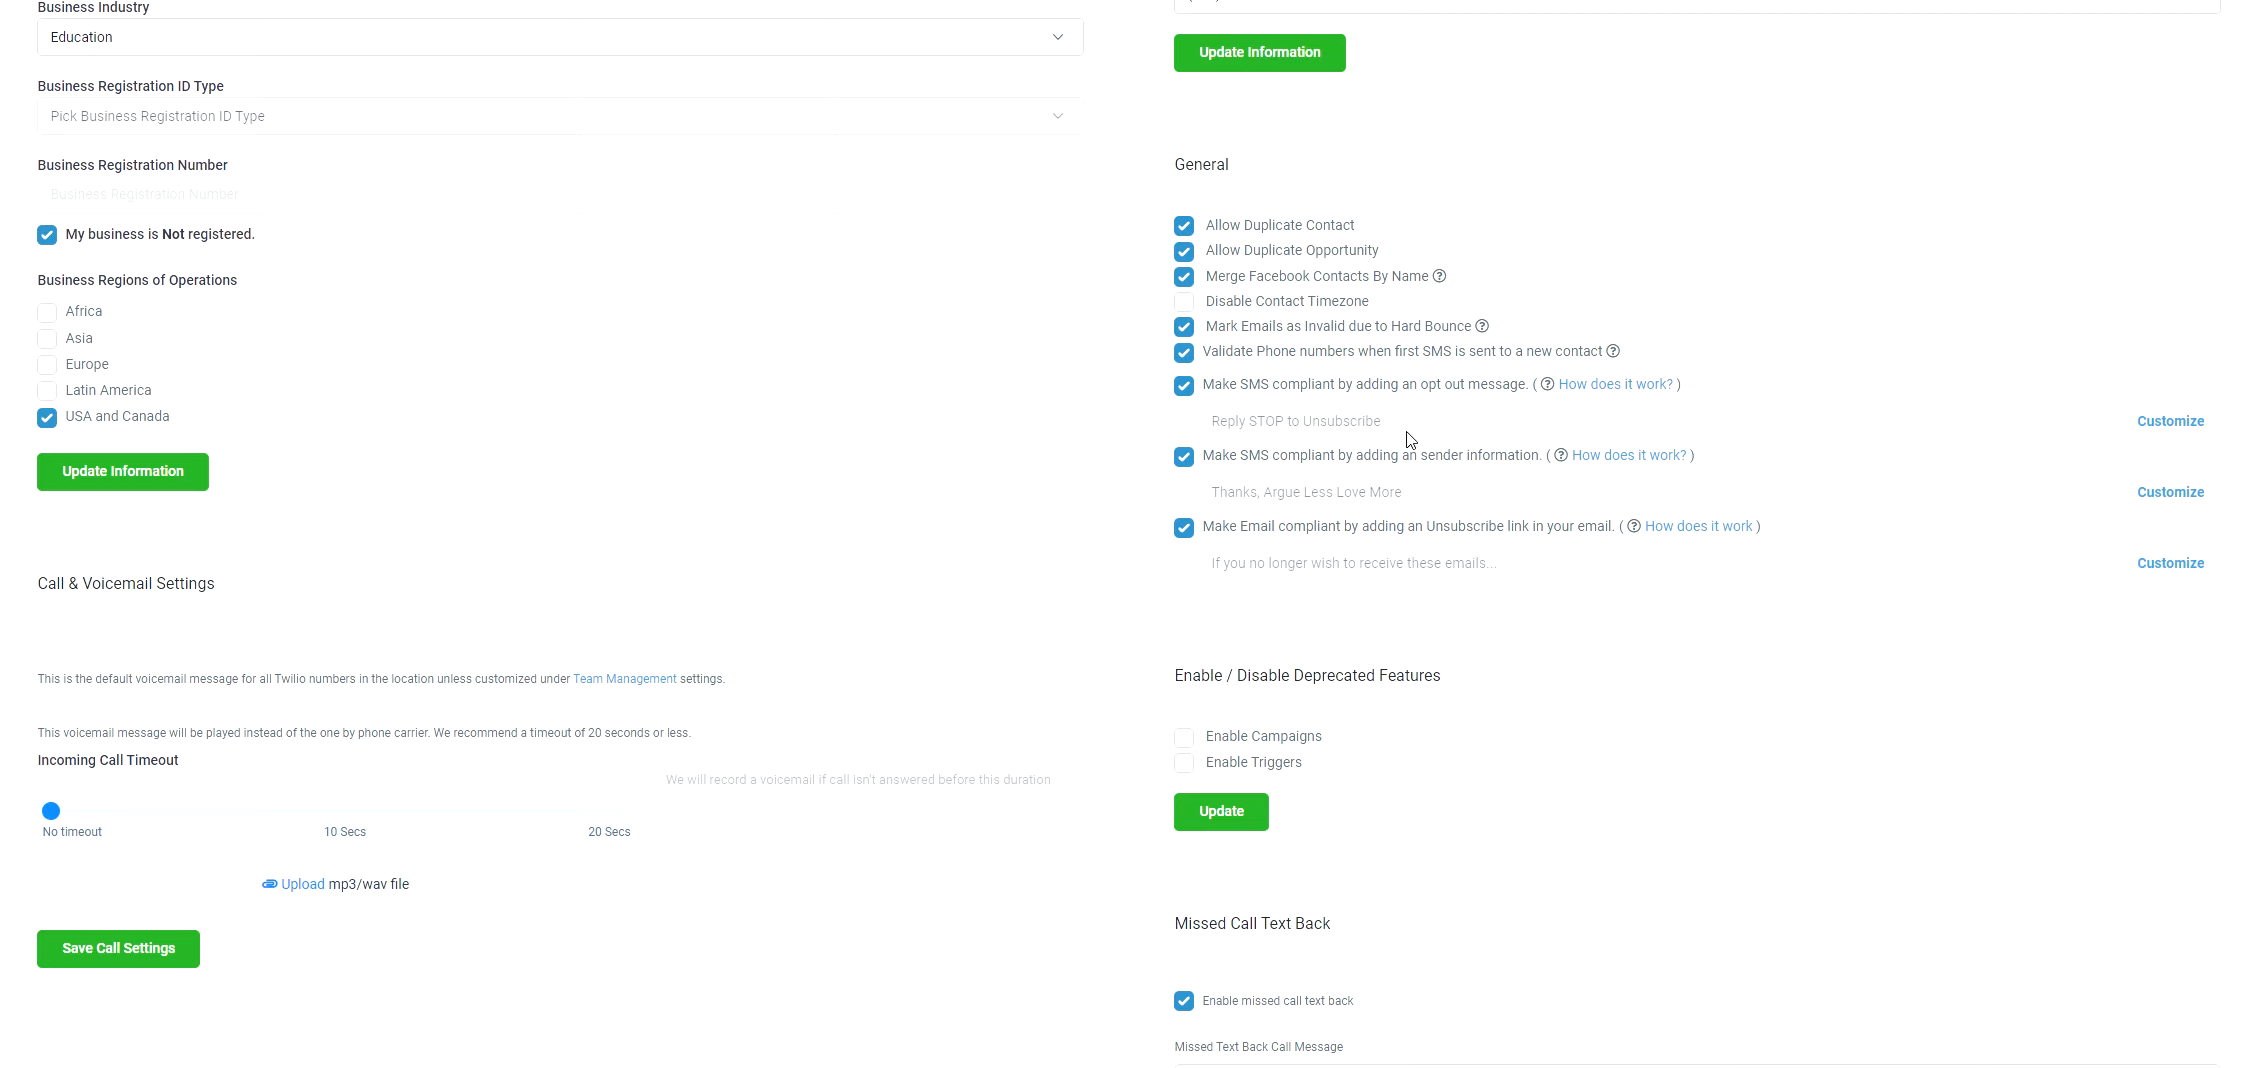 Business Industry
Education
Business Registration ID Type
Pick Business Registration ID Type
Business Registration Number
Business Registration Number
My business is Not registered.
Business Regions of Operations
Africa
Asia
Europe
Latin America
USA and Canada
Update Information
Call & Voicemail Settings
This is the default voicemail message for all Twilio numbers in the location unless customized under Team Management settings.
This voicemail message will be played instead of the one by phone carrier. We recommend a timeout of 20 seconds or less.
Incoming Call Timeout
We will record a voicemail if call isn't answered before this duration
No timeout
10 Secs
20 Secs
Upload mp3/wav file
Save Call Settings
Update Information
General
Allow Duplicate Contact
Allow Duplicate Opportunity
Merge Facebook Contacts By Name
Disable Contact Timezone
Mark Emails as Invalid due to Hard Bounce
Validate Phone numbers when first SMS is sent to a new contact
Make SMS compliant by adding an opt out message. ( How does it work? )
Reply STOP to Unsubscribe
Customize
Make SMS compliant by adding an sender information. ( How does it work? )
Thanks, Argue Less Love More
Customize
Make Email compliant by adding an Unsubscribe link in your email. ( How does it work )
If you no longer wish to receive these emails...
Customize
Enable / Disable Deprecated Features
Enable Campaigns
Enable Triggers
Update
Missed Call Text Back
Enable missed call text back
Missed Text Back Call Message